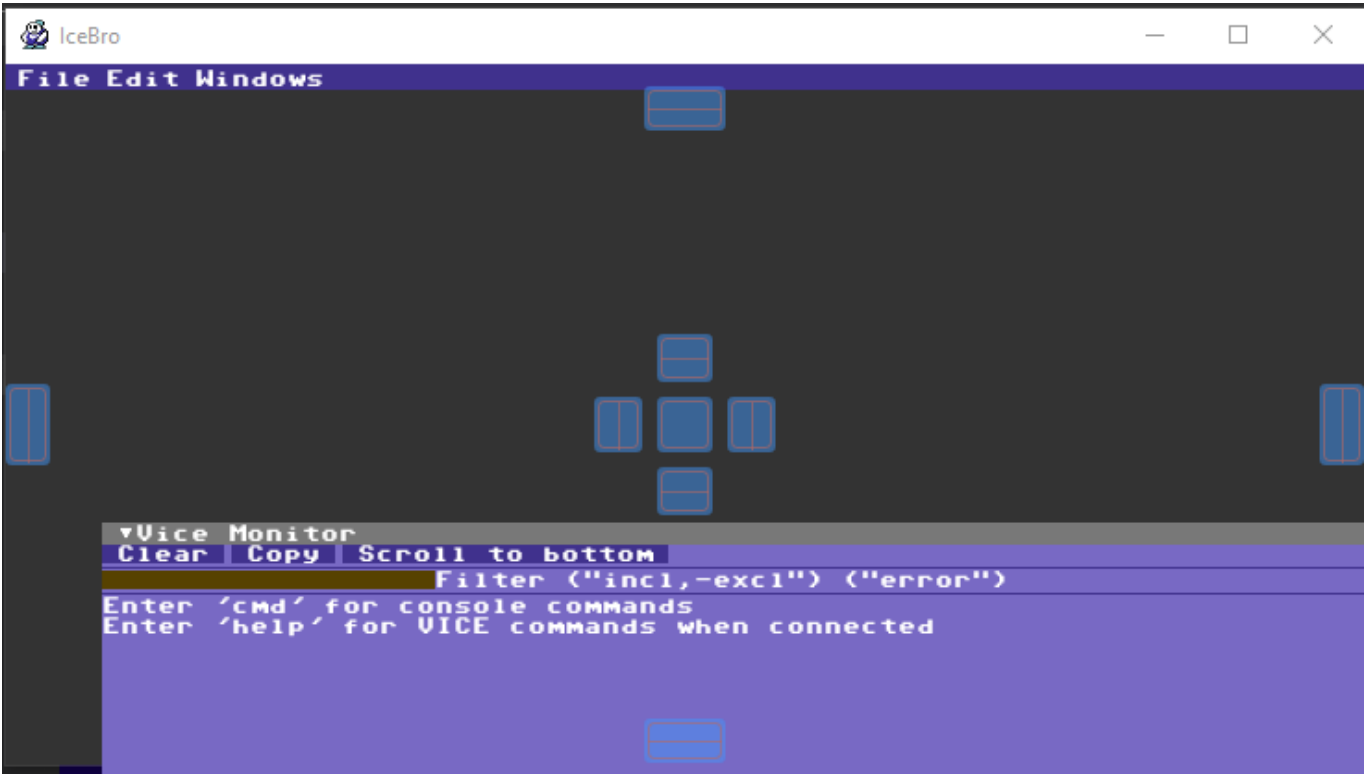 IceBro
File Edit Windows
▼Vice Monitor
Clear Copy Scroll to bottom
Filter ("incl,-excl") ("error")
Enter 'cmd' for console commands
Enter 'help' for VICE commands when connected